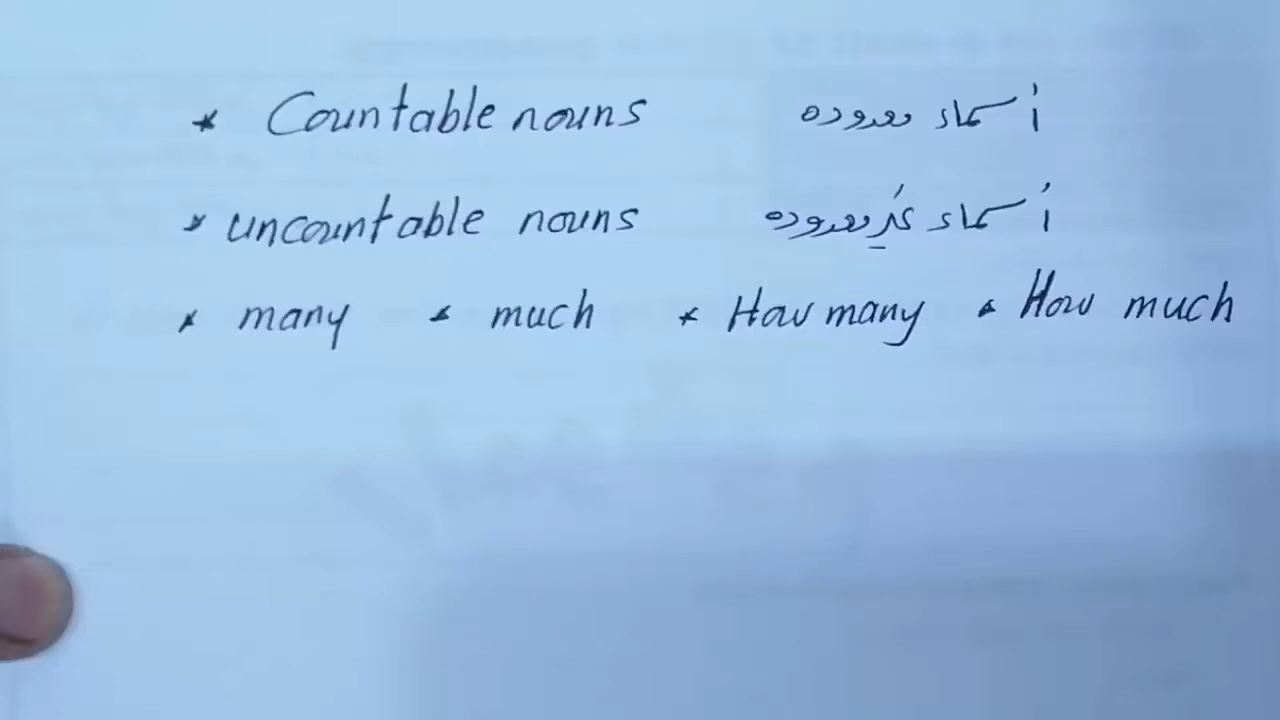 * Countable nouns أسماء معدوده
* uncountable nouns أسماء غير معدوده
* many * much * How many * How much